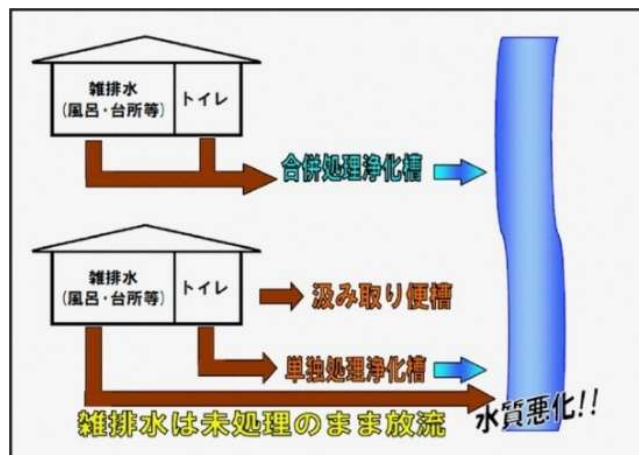 雑排水
(風呂・台所等)
トイレ
合併処理浄化槽
雑排水
(風呂・台所等)
トイレ
汲み取り便槽
単独処理浄化槽
雑排水は未処理のまま放流
水質悪化!!